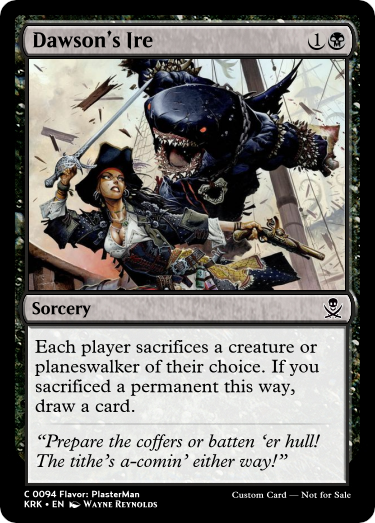 Dawson's Ire
1
Sorcery
Each player sacrifices a creature or
planeswalker of their choice. If you
sacrificed a permanent this way,
draw a card.
“Prepare the coffers or batten ‘er hull!
The tithe’s a-comin’ either way!”
C 0094 Flavor: PlasterMan
KRK • EN Wayne Reynolds
Custom Card — Not for Sale